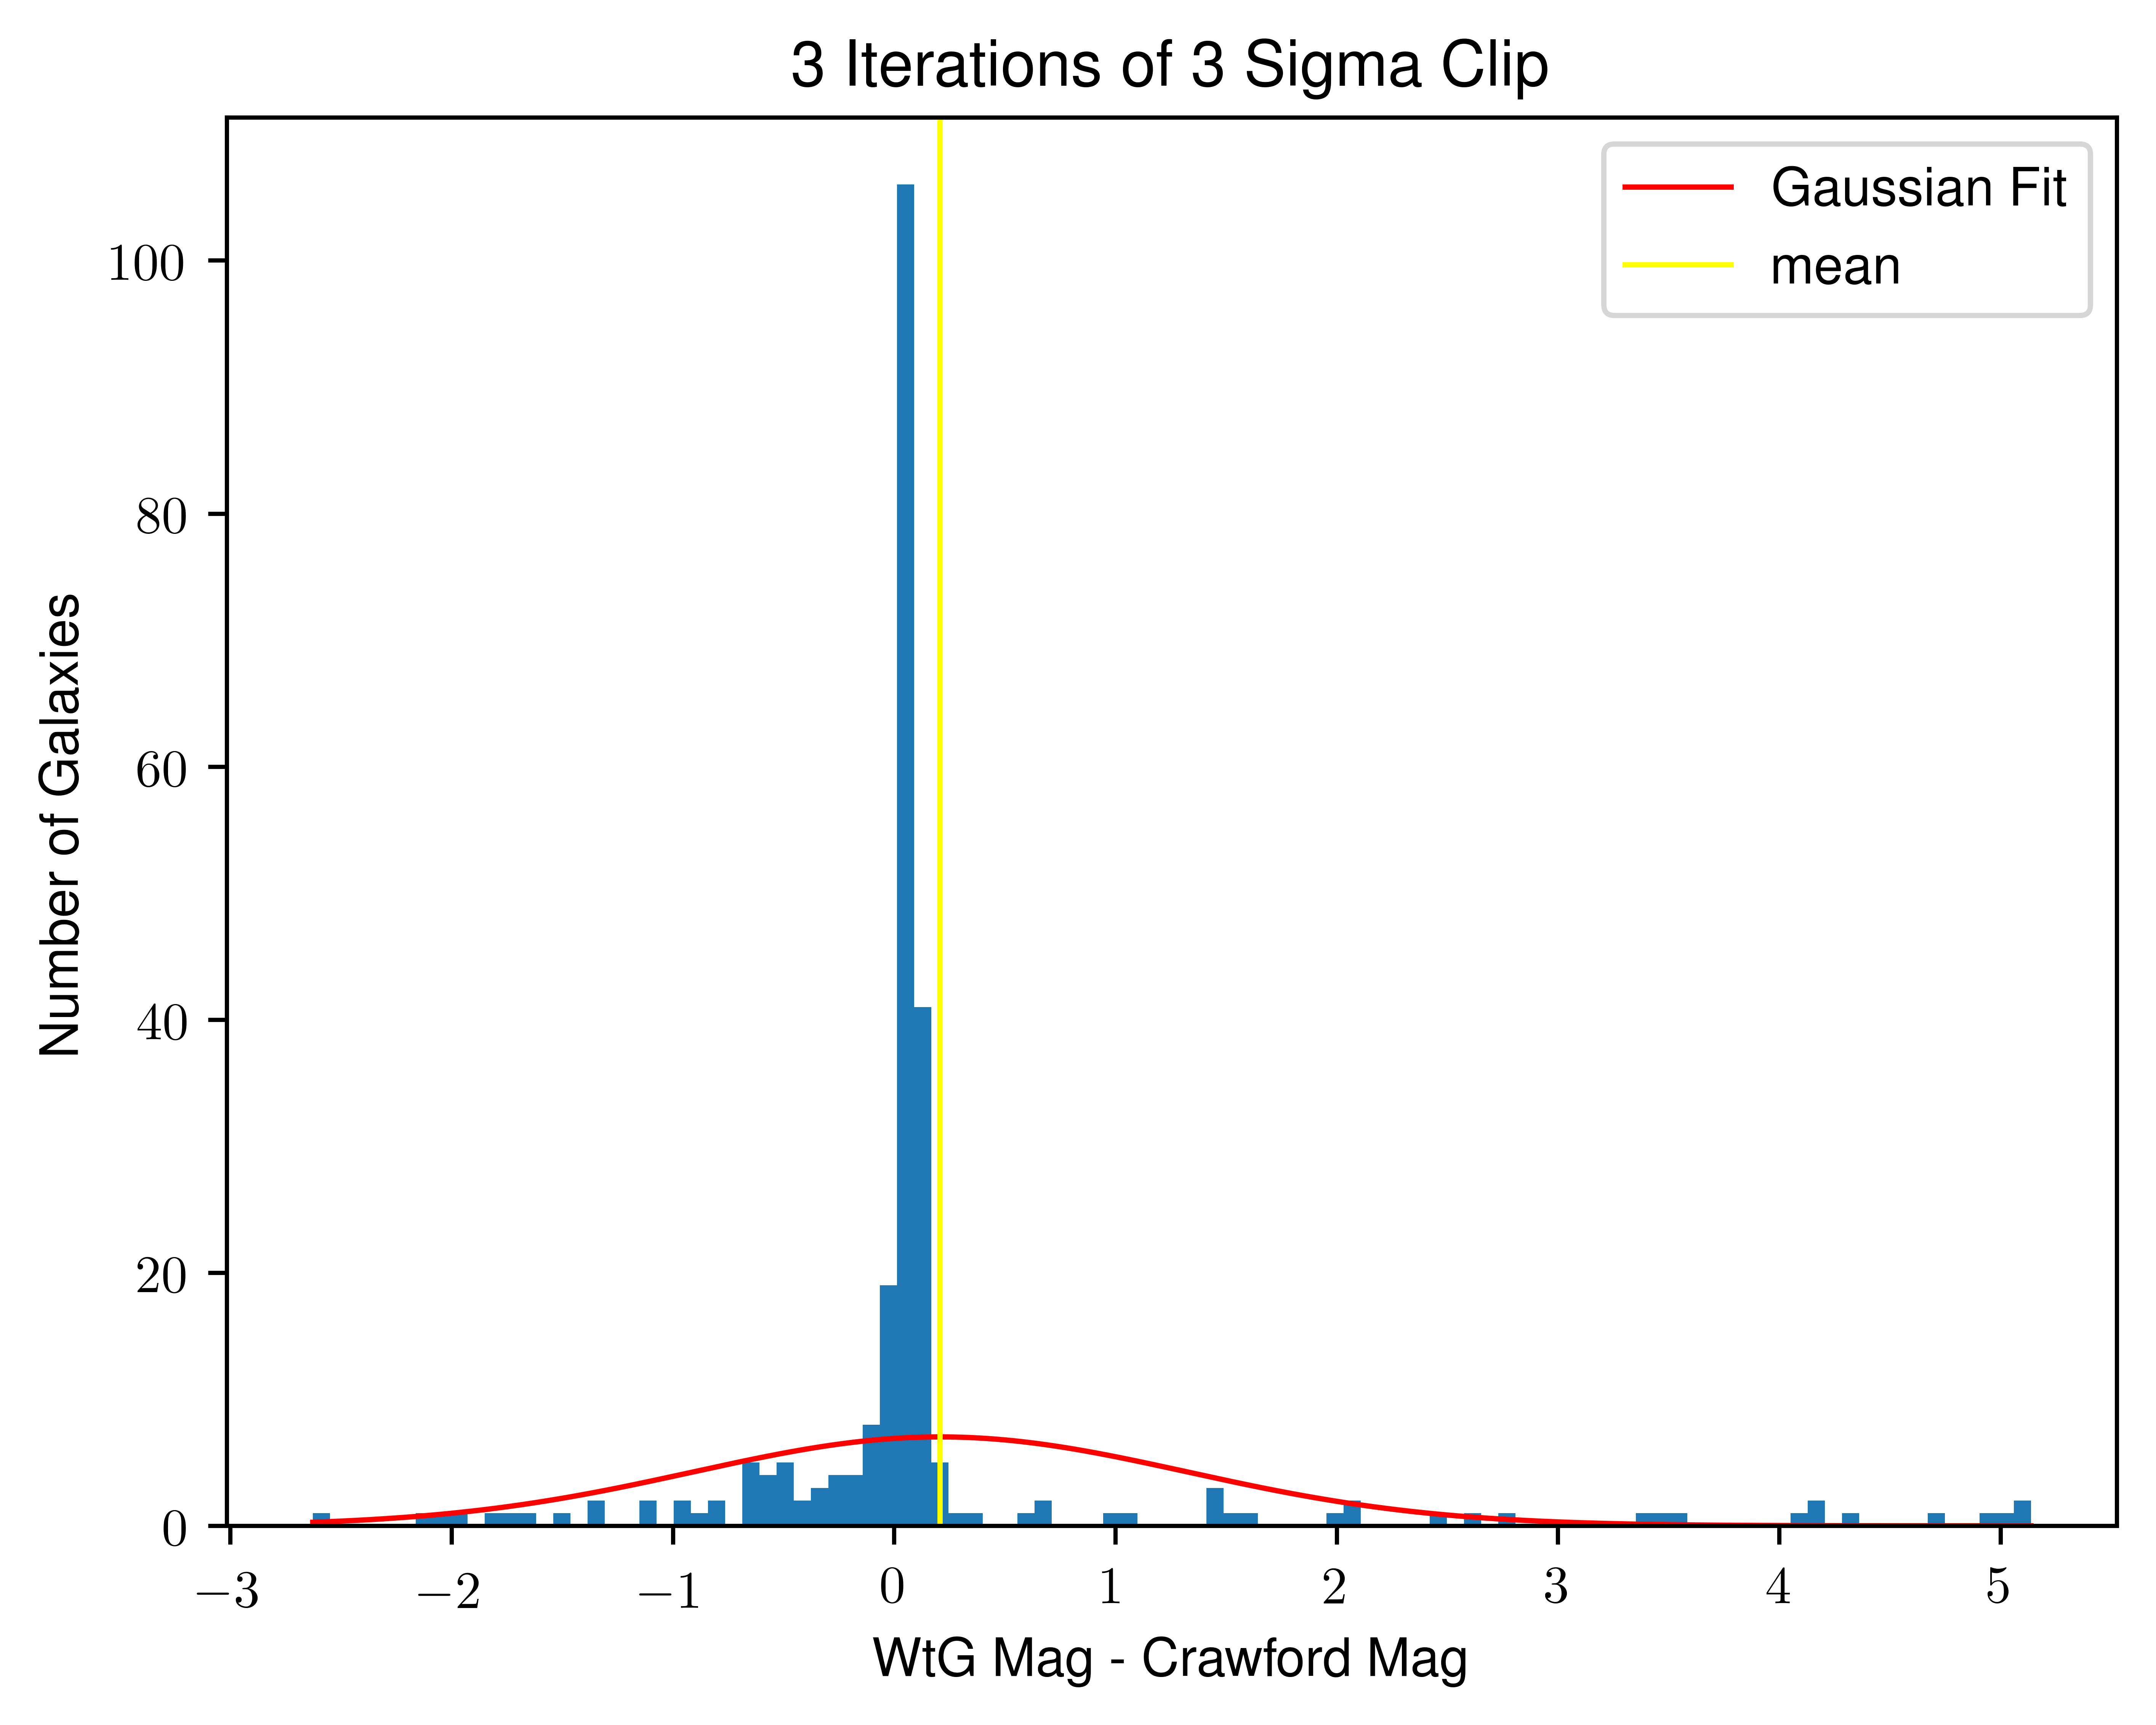 3 Iterations of 3 Sigma Clip
Gaussian Fit
mean
Number of Galaxies
100
80
60
40
20
0
−3 −2 −1 0 1 2 3 4 5
WtG Mag - Crawford Mag